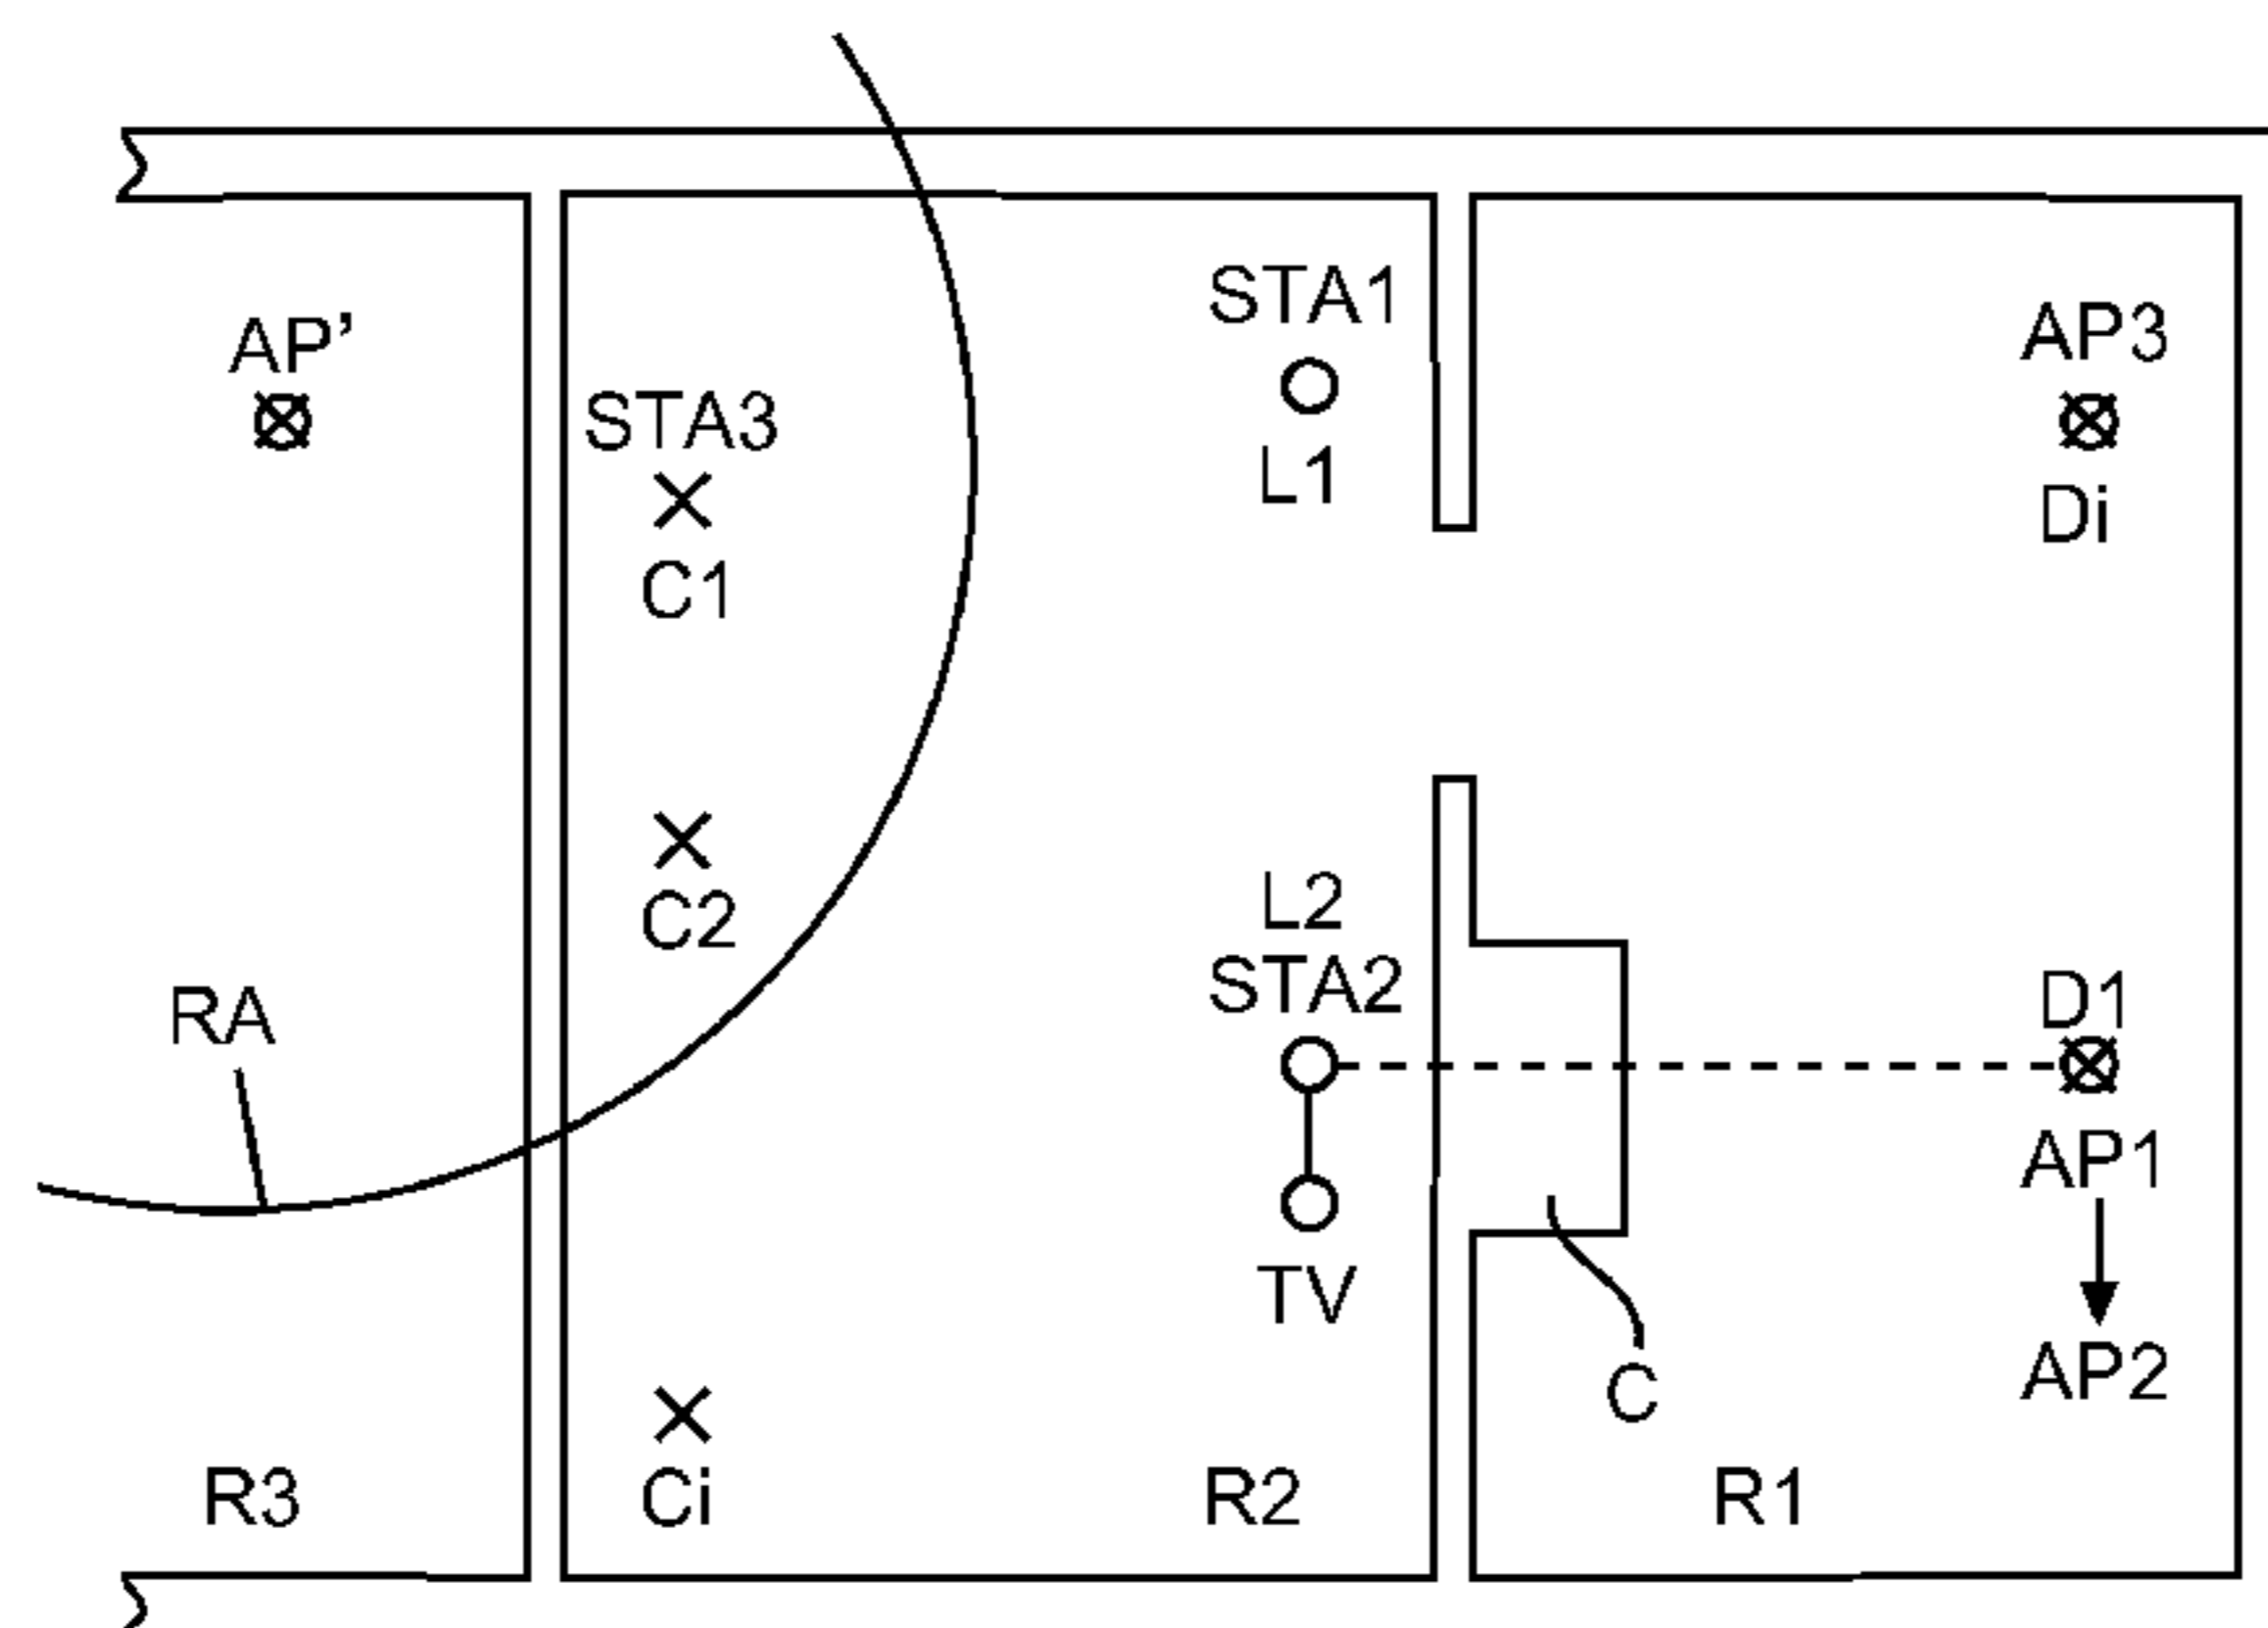 STA1
AP3
AP’
STA3
L1
Di
C1
L2
C2
STA2
D1
RA
AP1
TV
AP2
C
R3
Ci
R2
R1